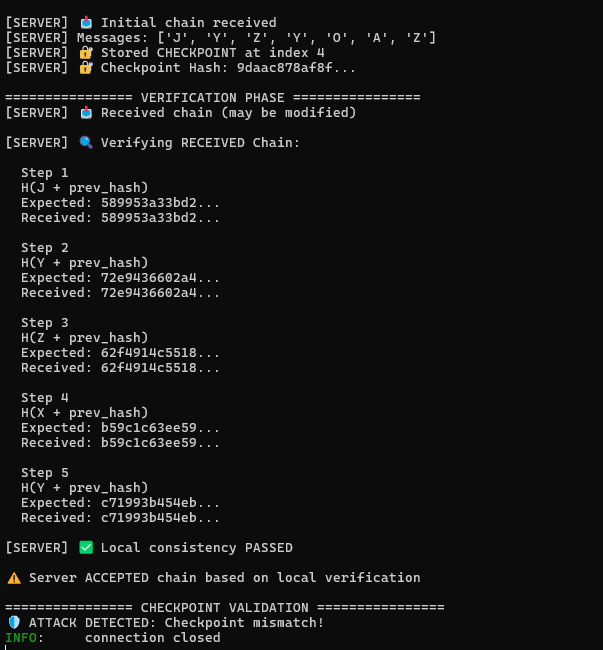 [SERVER] 📩 Initial chain received
[SERVER] Messages: ['J', 'Y', 'Z', 'Y', 'O', 'A', 'Z']
[SERVER] 🔐 Stored CHECKPOINT at index 4
[SERVER] 🔐 Checkpoint Hash: 9daac878af8f...
================ VERIFICATION PHASE ================
[SERVER] 📩 Received chain (may be modified)
[SERVER] 🔍 Verifying RECEIVED Chain:
Step 1
H(J + prev_hash)
Expected: 589953a33bd2...
Received: 589953a33bd2...
Step 2
H(Y + prev_hash)
Expected: 72e9436602a4...
Received: 72e9436602a4...
Step 3
H(Z + prev_hash)
Expected: 62f4914c5518...
Received: 62f4914c5518...
Step 4
H(X + prev_hash)
Expected: b59c1c63ee59...
Received: b59c1c63ee59...
Step 5
H(Y + prev_hash)
Expected: c71993b454eb...
Received: c71993b454eb...
[SERVER] ✅ Local consistency PASSED
⚠️ Server ACCEPTED chain based on local verification
================ CHECKPOINT VALIDATION ================
🛡️ ATTACK DETECTED: Checkpoint mismatch!
INFO: connection closed